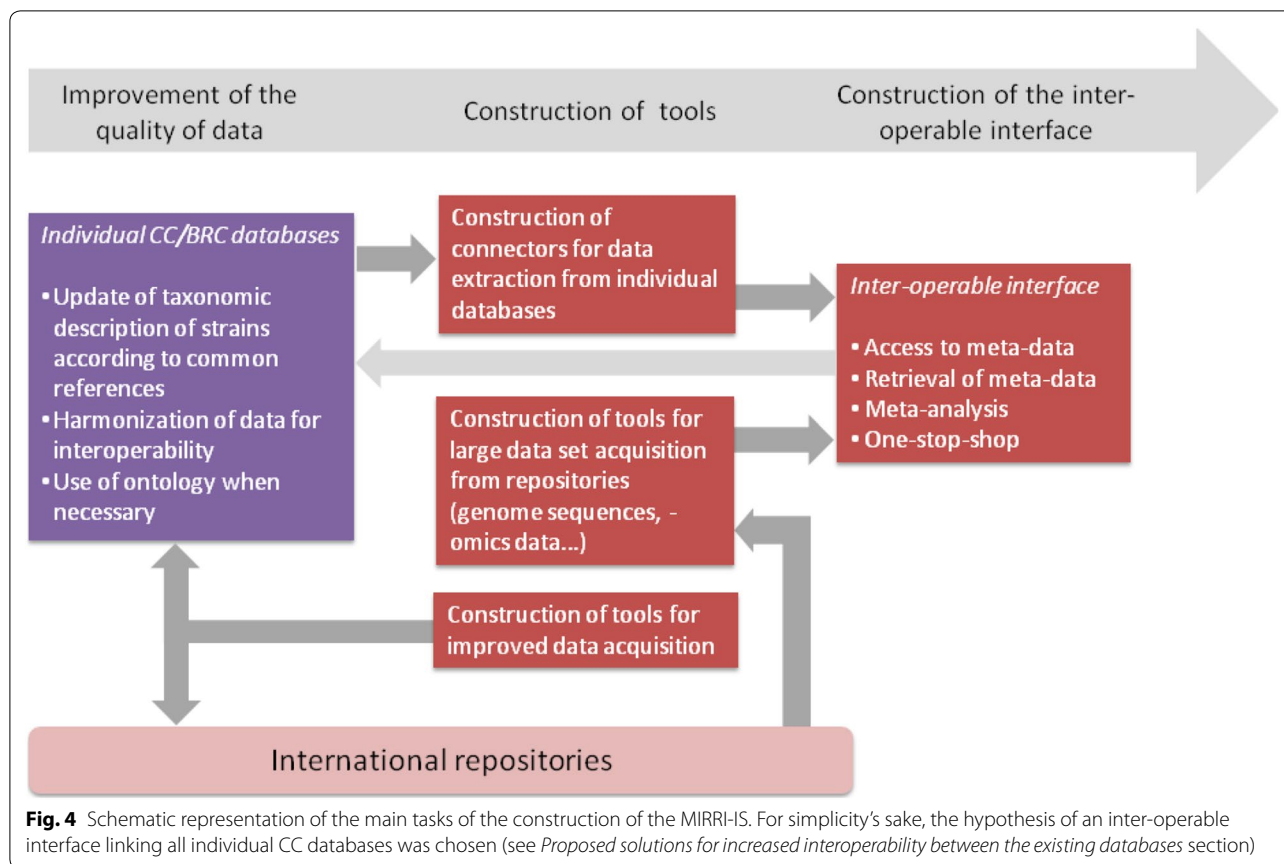 Improvement of the
quality of data
Construction of tools
Construction of the inter-
operable interface
Individual CC/BRC databases
▪ Update of taxonomic
description of strains
according to common
references
▪ Harmonization of data for
interoperability
▪ Use of ontology when
necessary
Construction of
connectors for data
extraction from individual
databases
Construction of tools for
large data set acquisition
from repositories
(genome sequences, -
omics data...)
Construction of tools for
improved data acquisition
Inter-operable interface
▪ Access to meta-data
▪ Retrieval of meta-data
▪ Meta-analysis
▪ One-stop-shop
International repositories
Fig. 4 Schematic representation of the main tasks of the construction of the MIRRI-IS. For simplicity’s sake, the hypothesis of an inter-operable
interface linking all individual CC databases was chosen (see Proposed solutions for increased interoperability between the existing databases section)